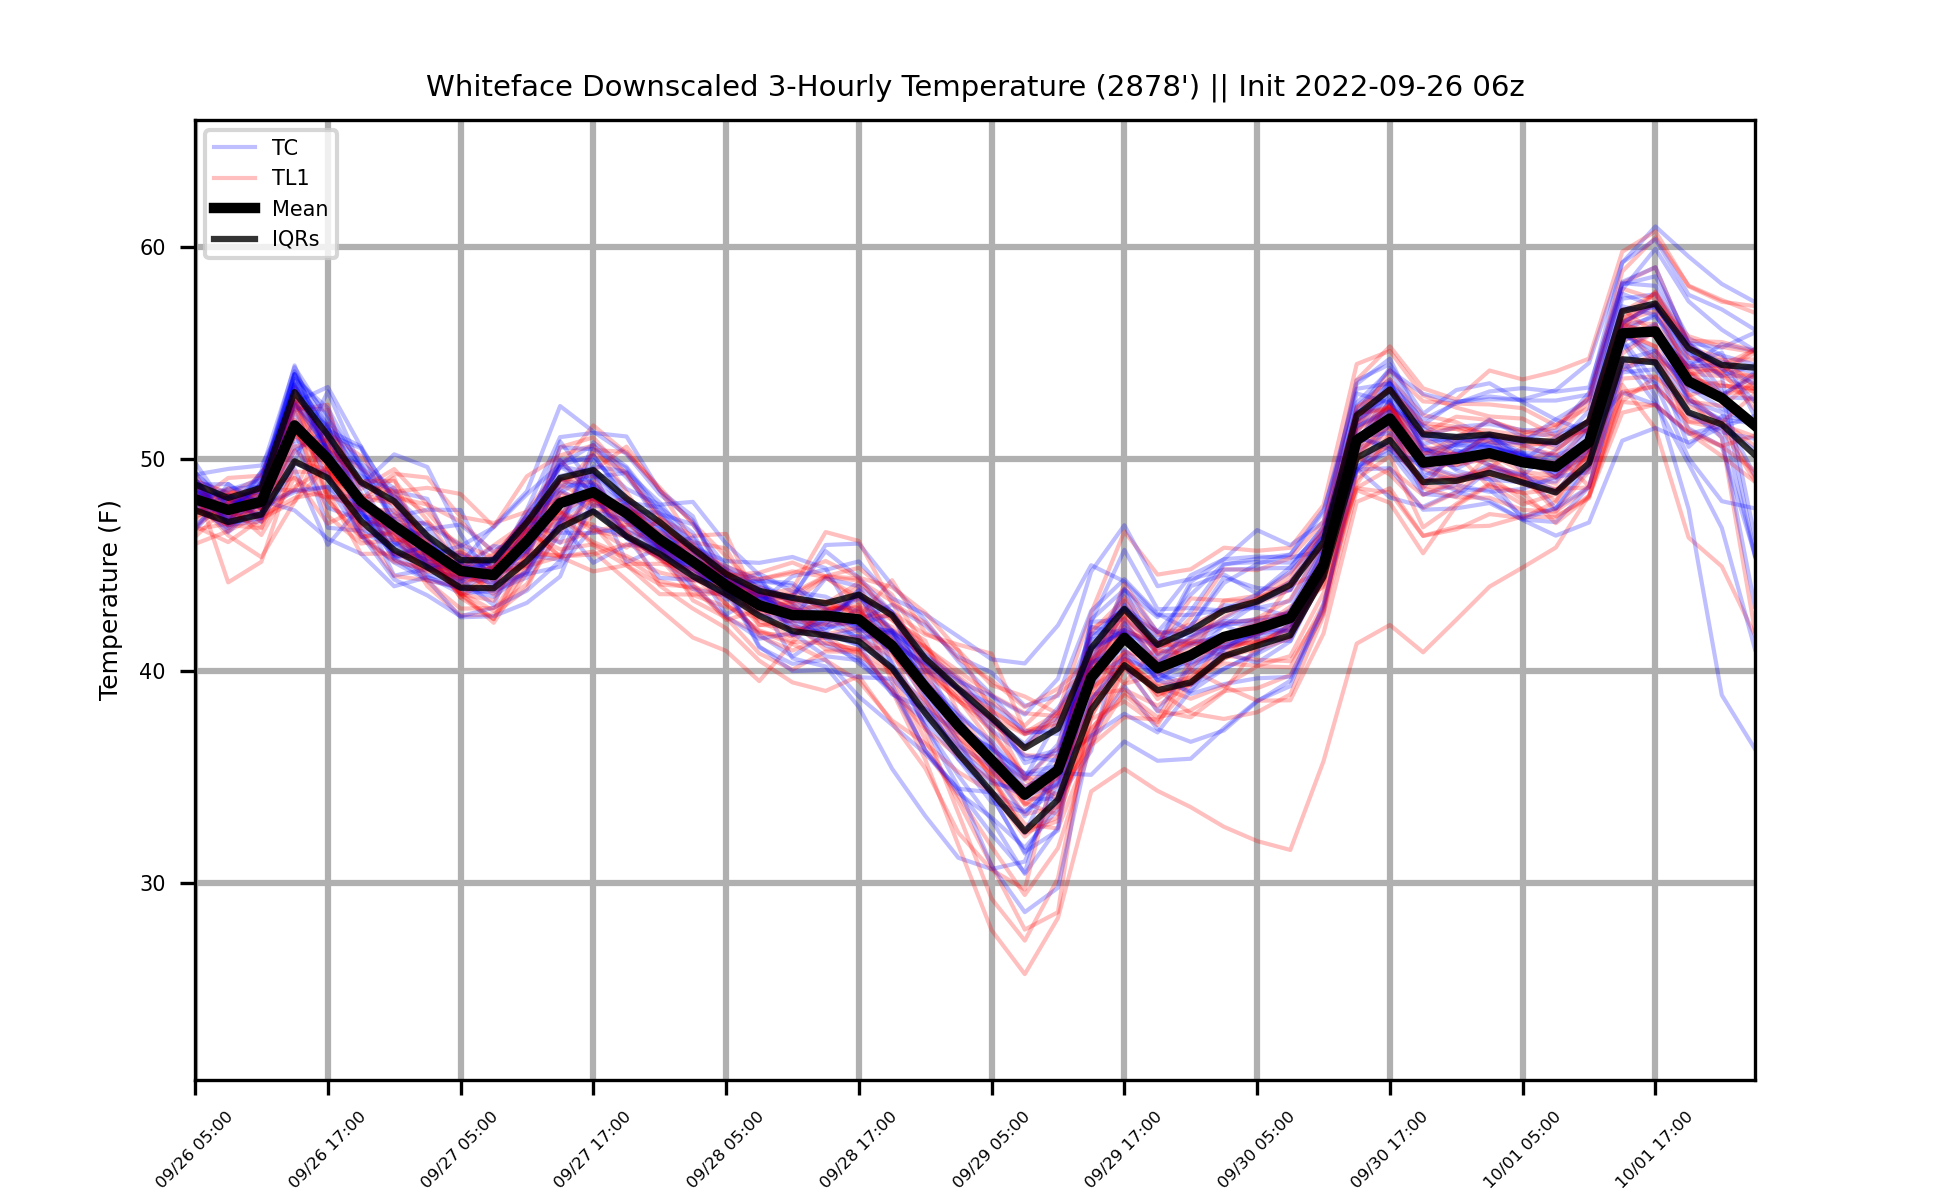 Whiteface Downscaled 3-Hourly Temperature (2878') || Init 2022-09-26 06z
TC
TL1
Mean
IQRs
Temperature (F)
60
50
40
30
09/26 05:00
09/26 17:00
09/27 05:00
09/27 17:00
09/28 05:00
09/28 17:00
09/29 05:00
09/29 17:00
09/30 05:00
09/30 17:00
10/01 05:00
10/01 17:00